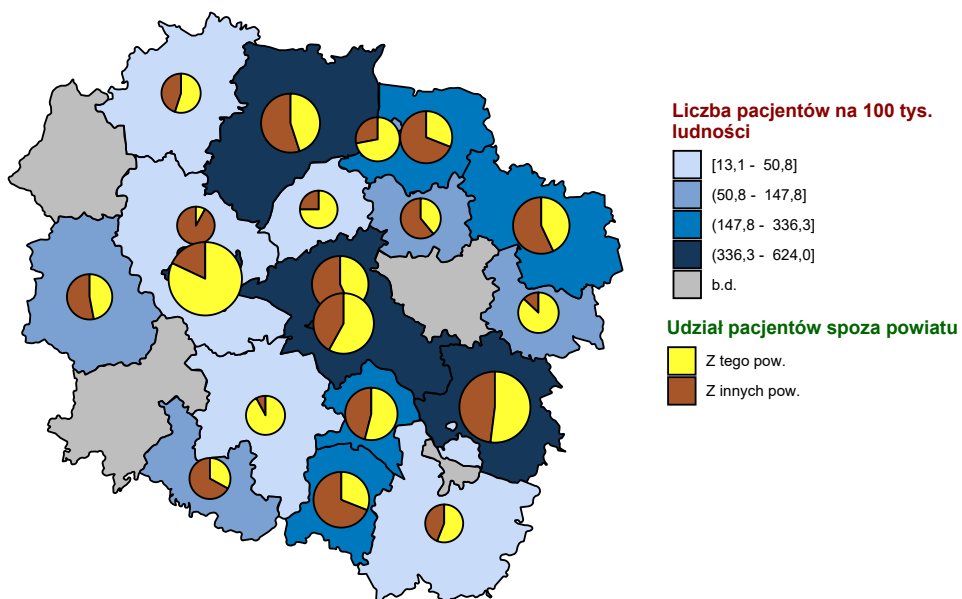 Liczba pacjentów na 100 tys.
ludności
[13,1 - 50,8]
(50,8 - 147,8]
(147,8 - 336,3]
(336,3 - 624,0]
b.d.
Udział pacjentów spoza powiatu
Z tego pow.
Z innych pow.